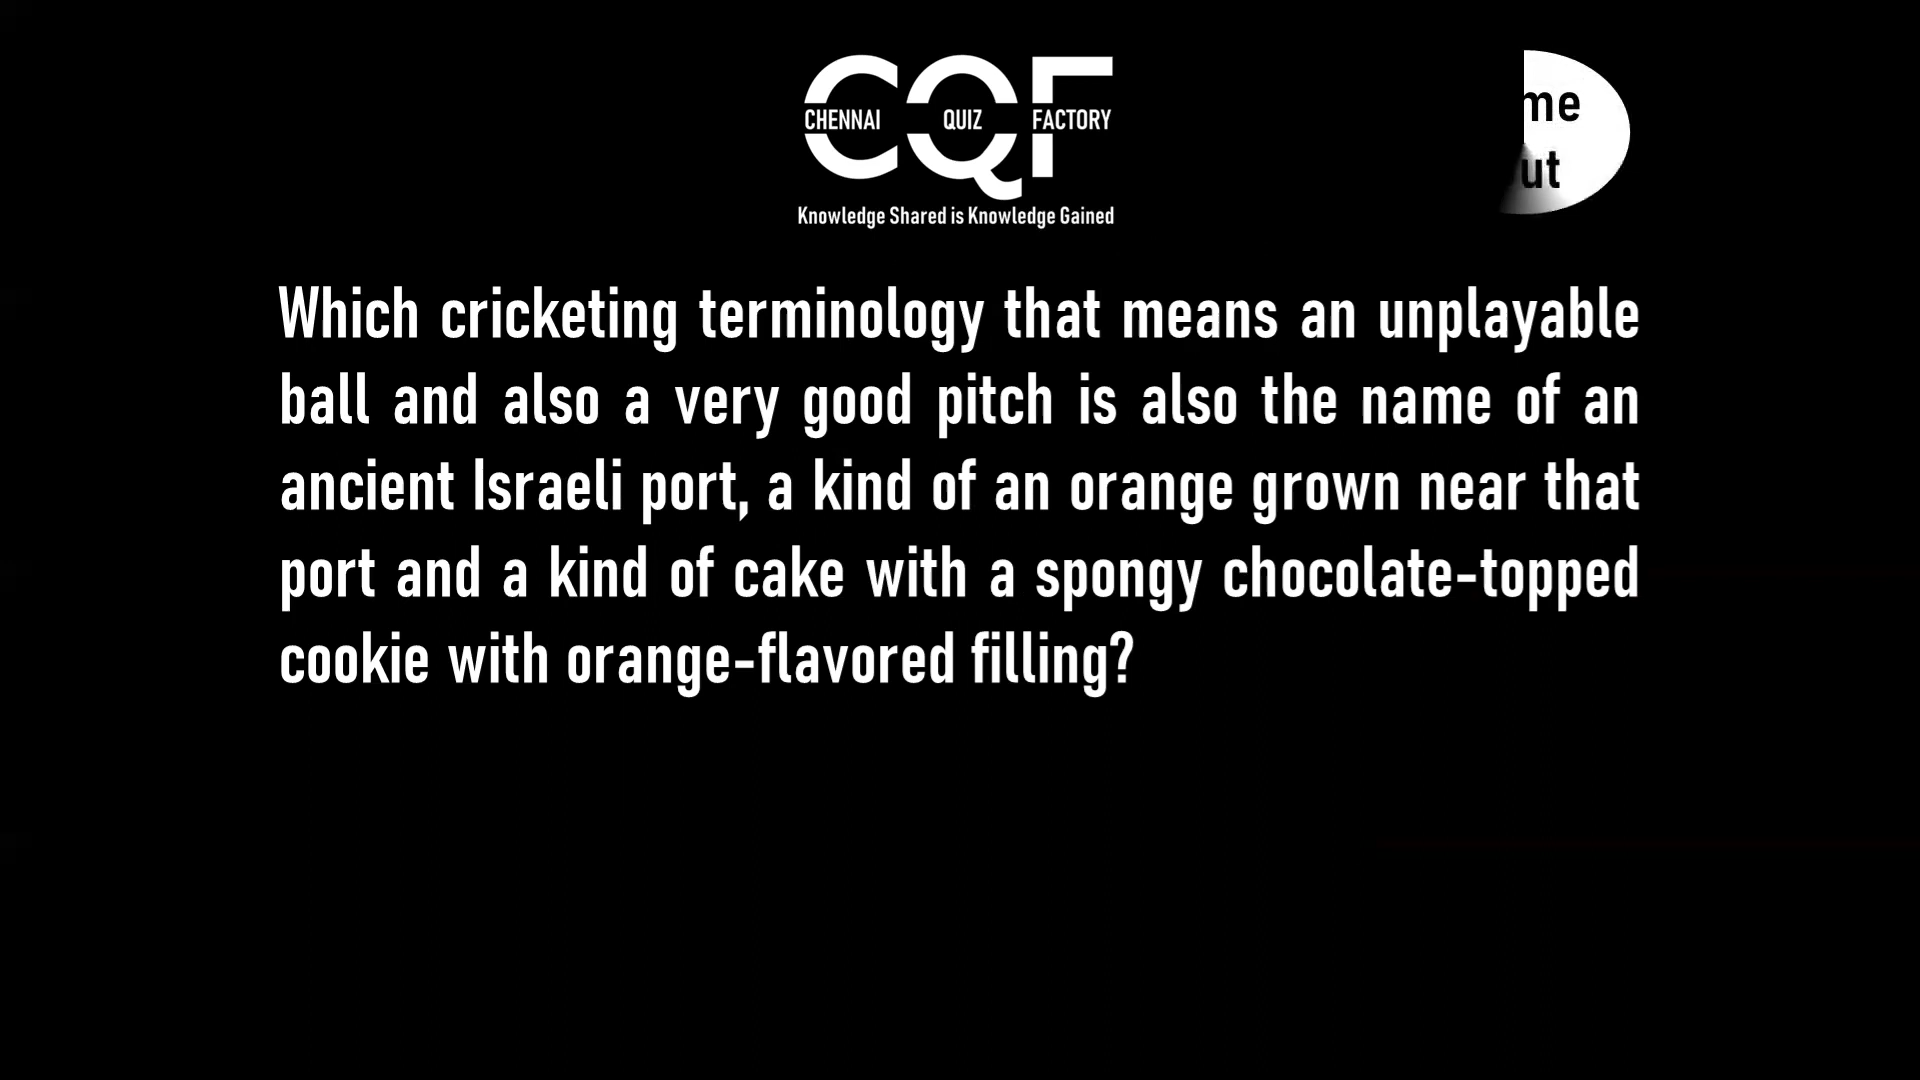 CHENNAI QUIZ FACTORY
CQF
Knowledge Shared is Knowledge Gained
me
ut
Which cricketing terminology that means an unplayable
ball and also a very good pitch is also the name of an
ancient Israeli port, a kind of an orange grown near that
port and a kind of cake with a spongy chocolate-topped
cookie with orange-flavored filling?